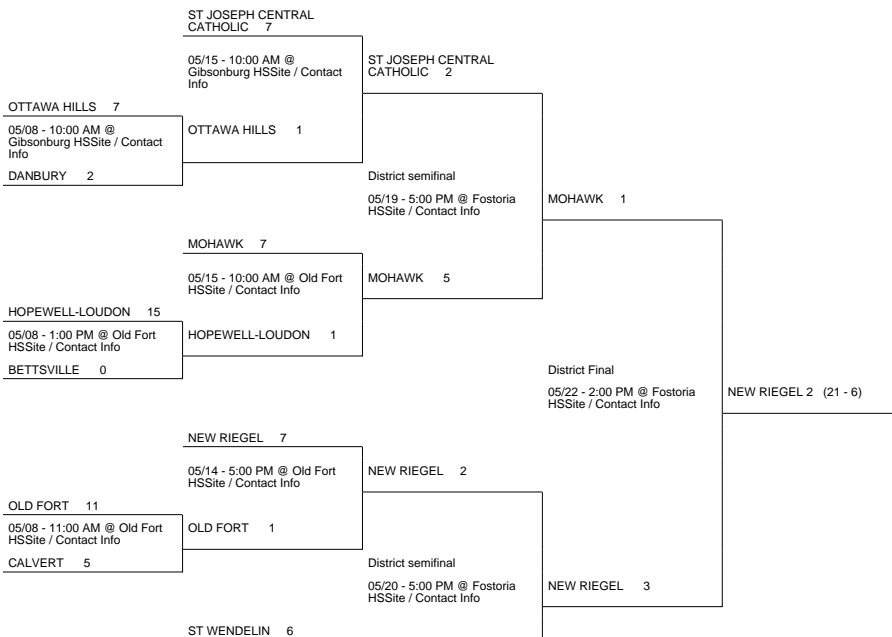 ST JOSEPH CENTRAL
CATHOLIC 7
05/15 - 10:00 AM @
Gibsonburg HSSite / Contact
Info
ST JOSEPH CENTRAL
CATHOLIC 2
OTTAWA HILLS 7
05/08 - 10:00 AM @
Gibsonburg HSSite / Contact
Info
OTTAWA HILLS 1
DANBURY 2
District semifinal
05/19 - 5:00 PM @ Fostoria
HSSite / Contact Info
MOHAWK 1
MOHAWK 7
05/15 - 10:00 AM @ Old Fort
HSSite / Contact Info
MOHAWK 5
HOPEWELL-LOUDON 15
05/08 - 1:00 PM @ Old Fort
HSSite / Contact Info
HOPEWELL-LOUDON 1
BETTSVILLE 0
District Final
05/22 - 2:00 PM @ Fostoria
HSSite / Contact Info
NEW RIEGEL 2 (21 - 6)
NEW RIEGEL 7
05/14 - 5:00 PM @ Old Fort
HSSite / Contact Info
NEW RIEGEL 2
OLD FORT 11
05/08 - 11:00 AM @ Old Fort
HSSite / Contact Info
OLD FORT 1
CALVERT 5
District semifinal
05/20 - 5:00 PM @ Fostoria
HSSite / Contact Info
NEW RIEGEL 3
ST WENDELIN 6